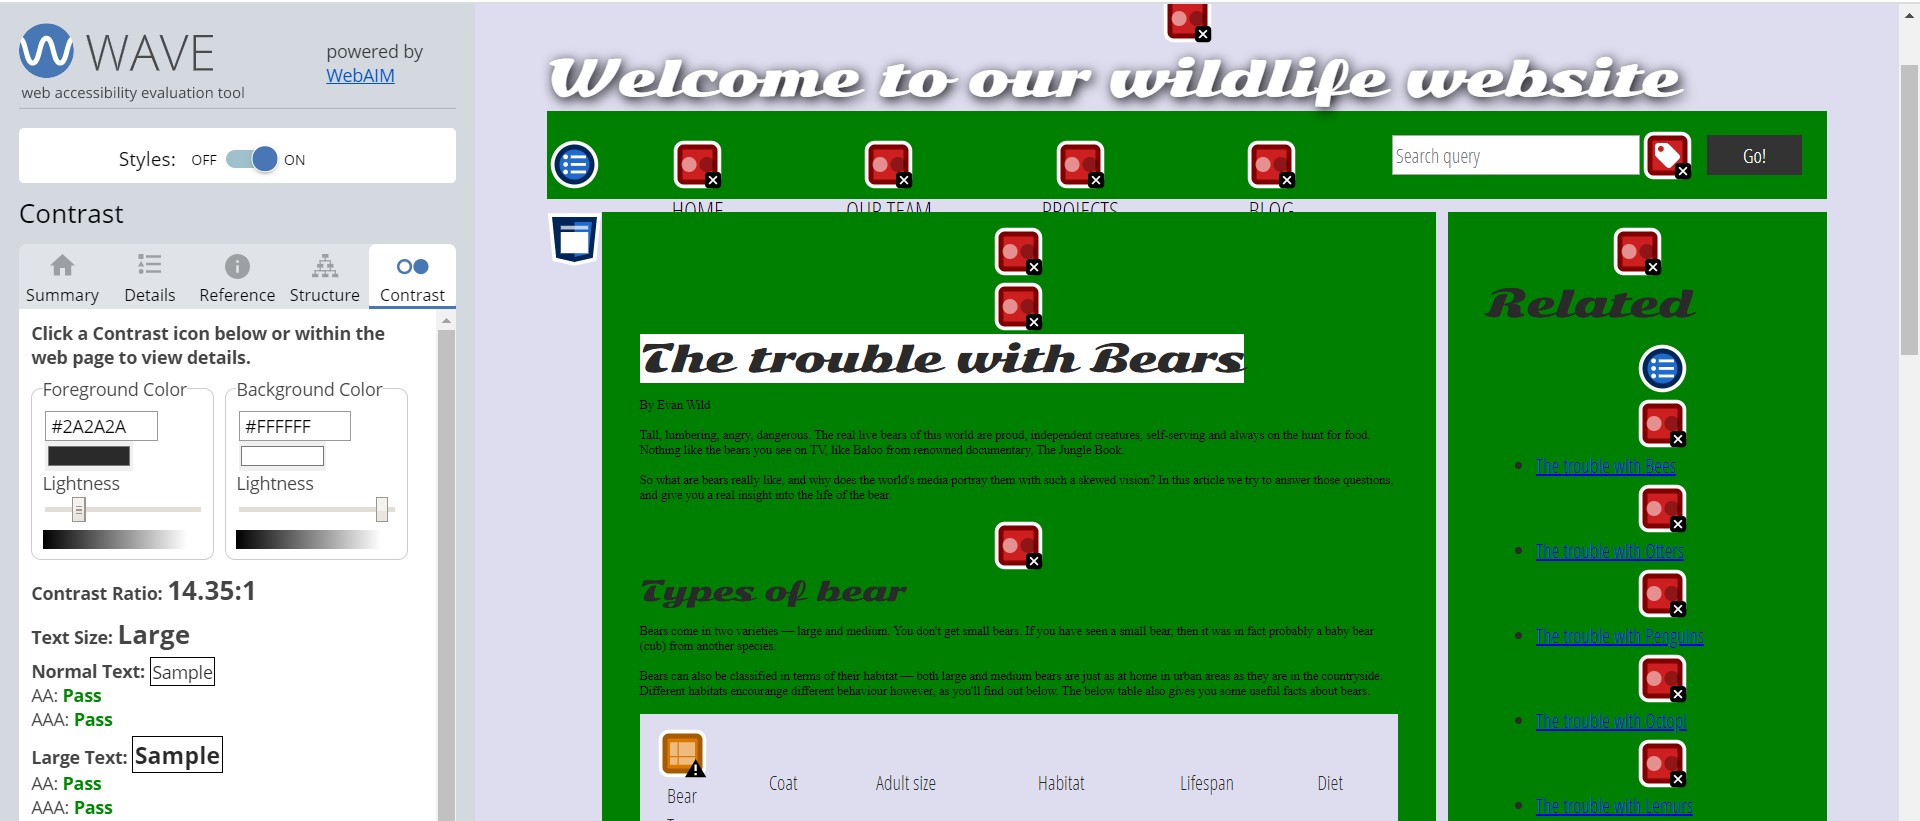 WAVE
powered by
WebAIM
web accessibility evaluation tool
Styles: OFF ON
Contrast
Summary Details Reference Structure Contrast
Click a Contrast icon below or within the
web page to view details.
Foreground Color Background Color
#2A2A2A #FFFFFF
Lightness Lightness
Contrast Ratio: 14.35:1
Text Size: Large
Normal Text: Sample
AA: Pass
AAA: Pass
Large Text: Sample
AA: Pass
AAA: Pass
Welcome to our wildlife website
Search query Go!
HOME OUR TEAM PROJECTS BLOG
The trouble with Bears
By Evan Wild
Tall, lumbering, angry, dangerous. The real live bears of this world are proud, independent creatures, self-serving and always on the hunt for food.
Nothing like the bears you see on TV, like Baloo from renowned documentary, The Jungle Book.
So what are bears really like, and why does the world's media portray them with such a skewed vision? In this article we try to answer those questions,
and give you a real insight into the life of the bear.
Types of bear
Bears come in two varieties — large and medium. You don't get small bears. If you have seen a small bear, then it was in fact probably a baby bear
(cub) from another species.
Bears can also be classified in terms of their habitat — both large and medium bears are just as at home in urban areas as they are in the countryside.
Different habitats encourange different behaviour however, as you'll find out below. The below table also gives you some useful facts about bears.
Bear Coat Adult size Habitat Lifespan Diet
Related
The trouble with Bees
The trouble with Otters
The trouble with Penguins
The trouble with Octopi
The trouble with Lemurs